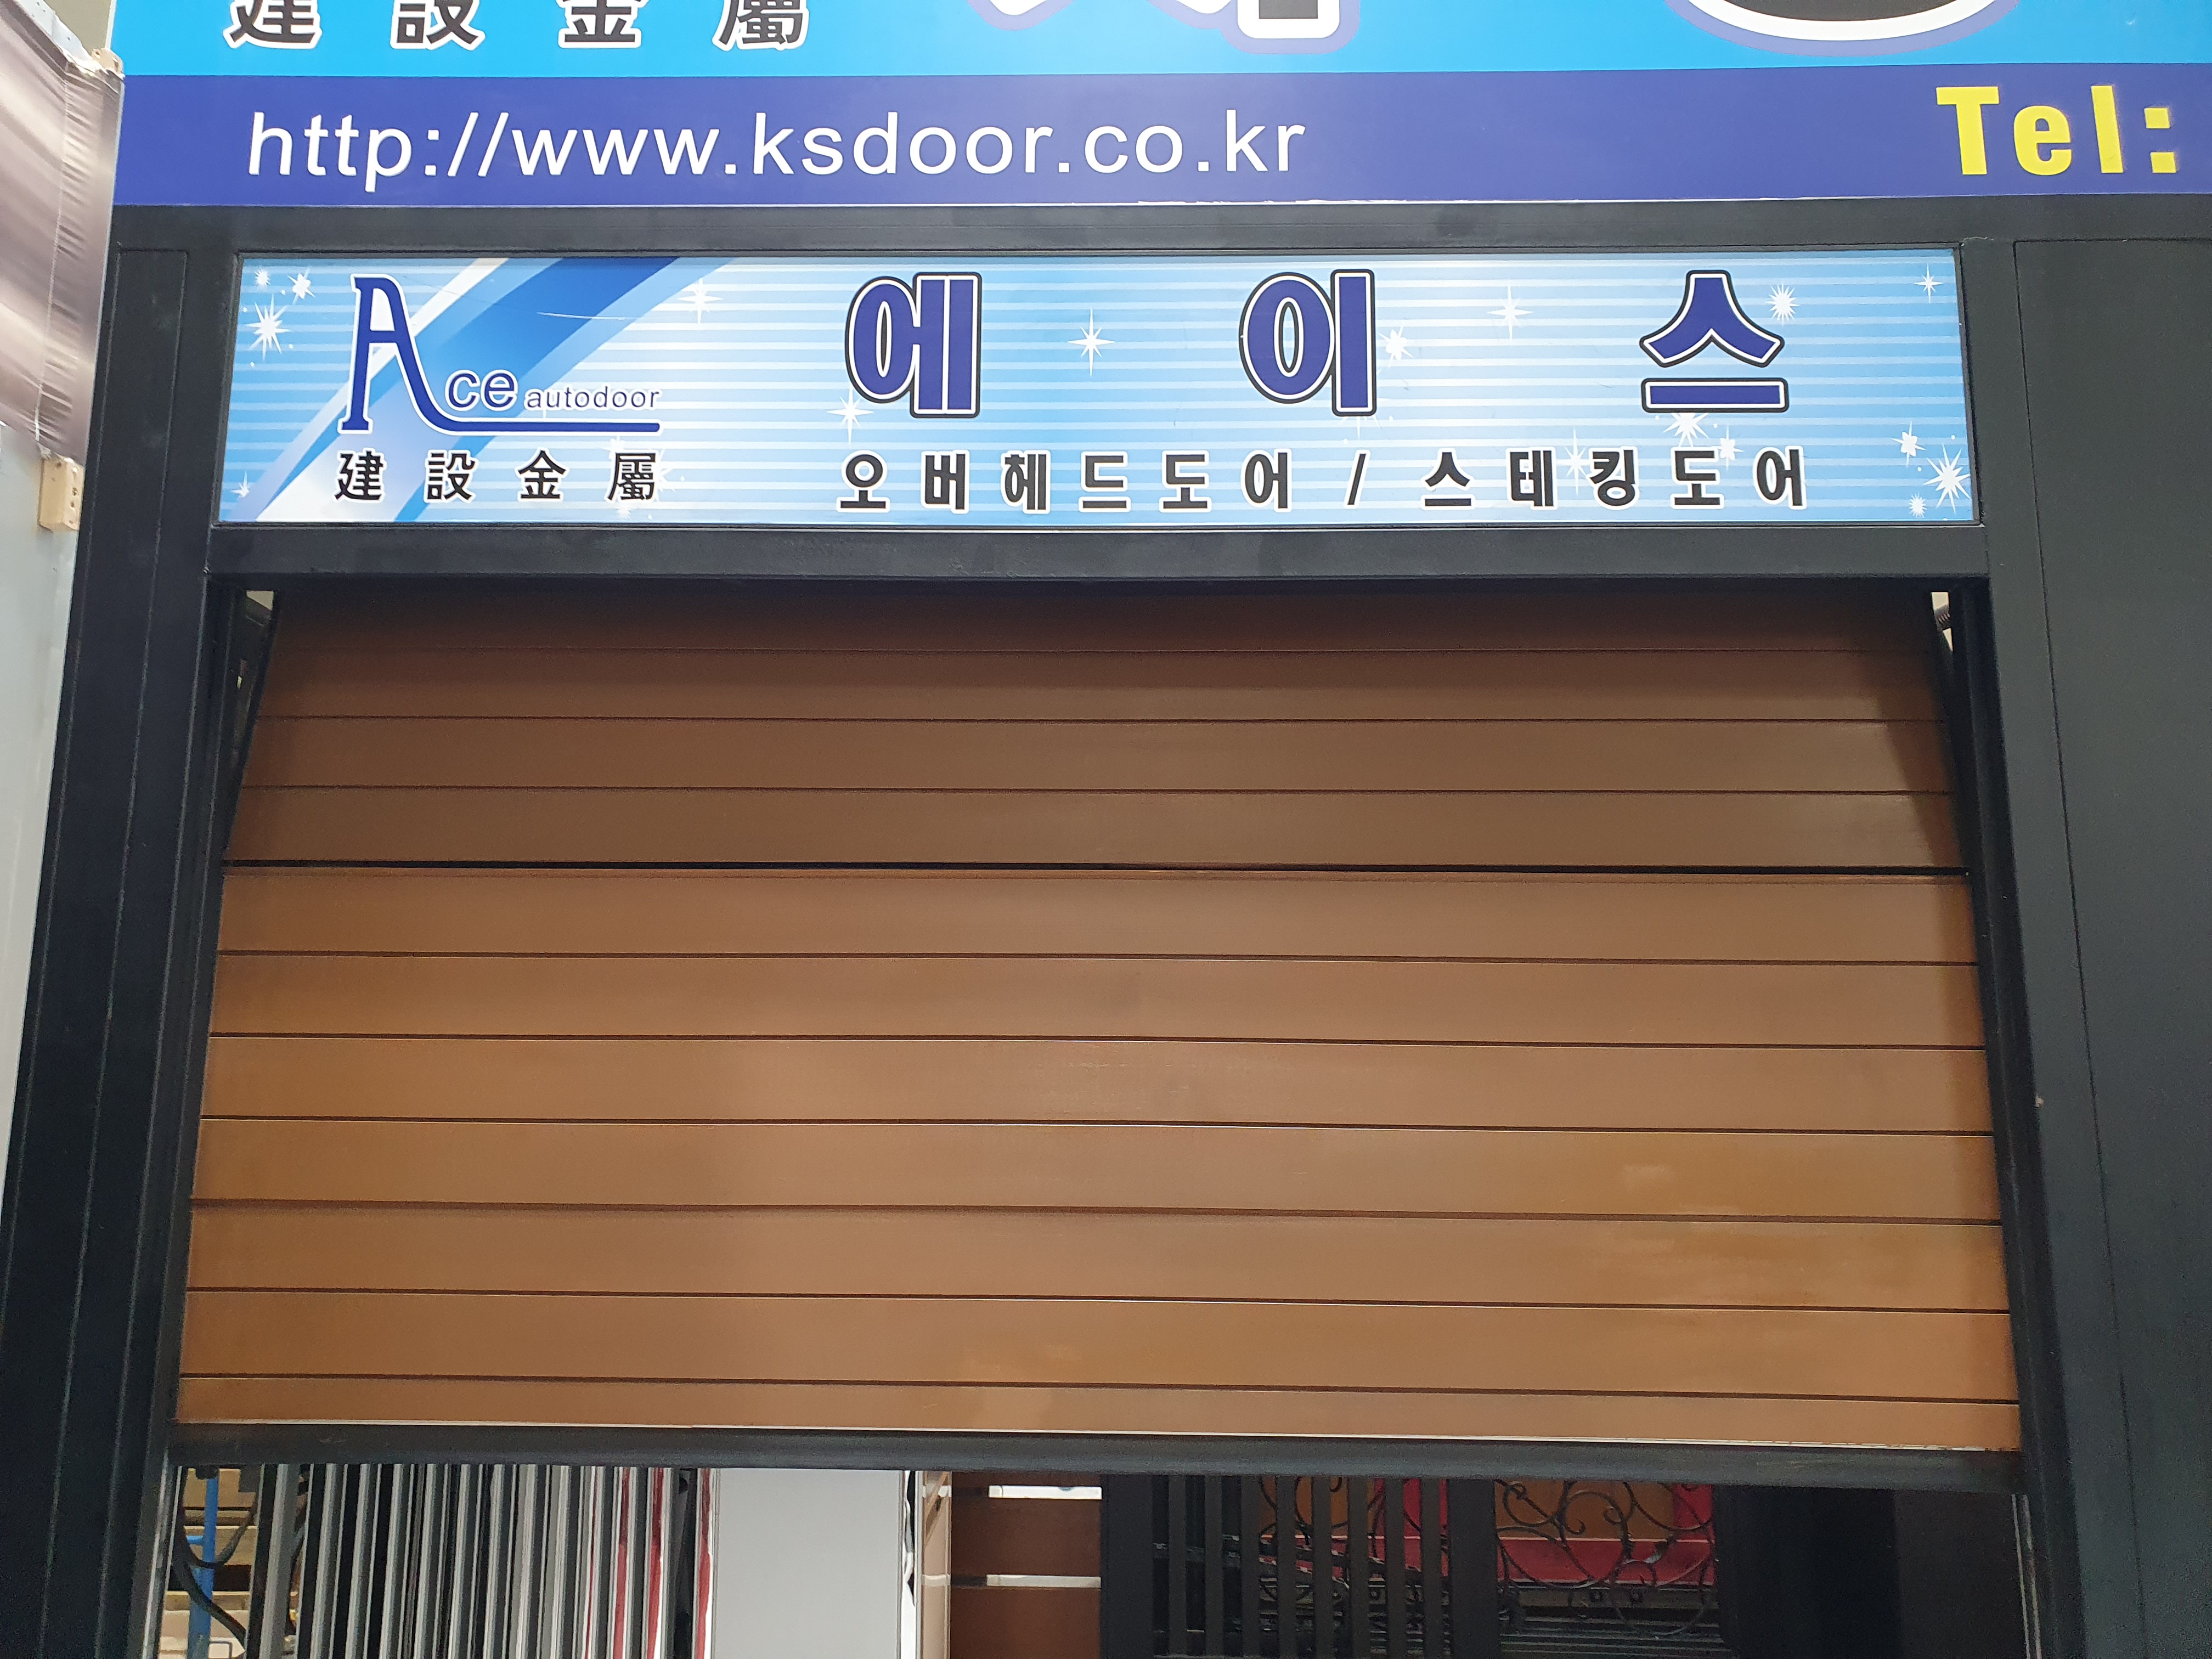 建設金屬
http://www.ksdoor.co.kr Tel:
Ace autodoor 에이스
建設金屬 오버헤드도어 / 스테킹도어